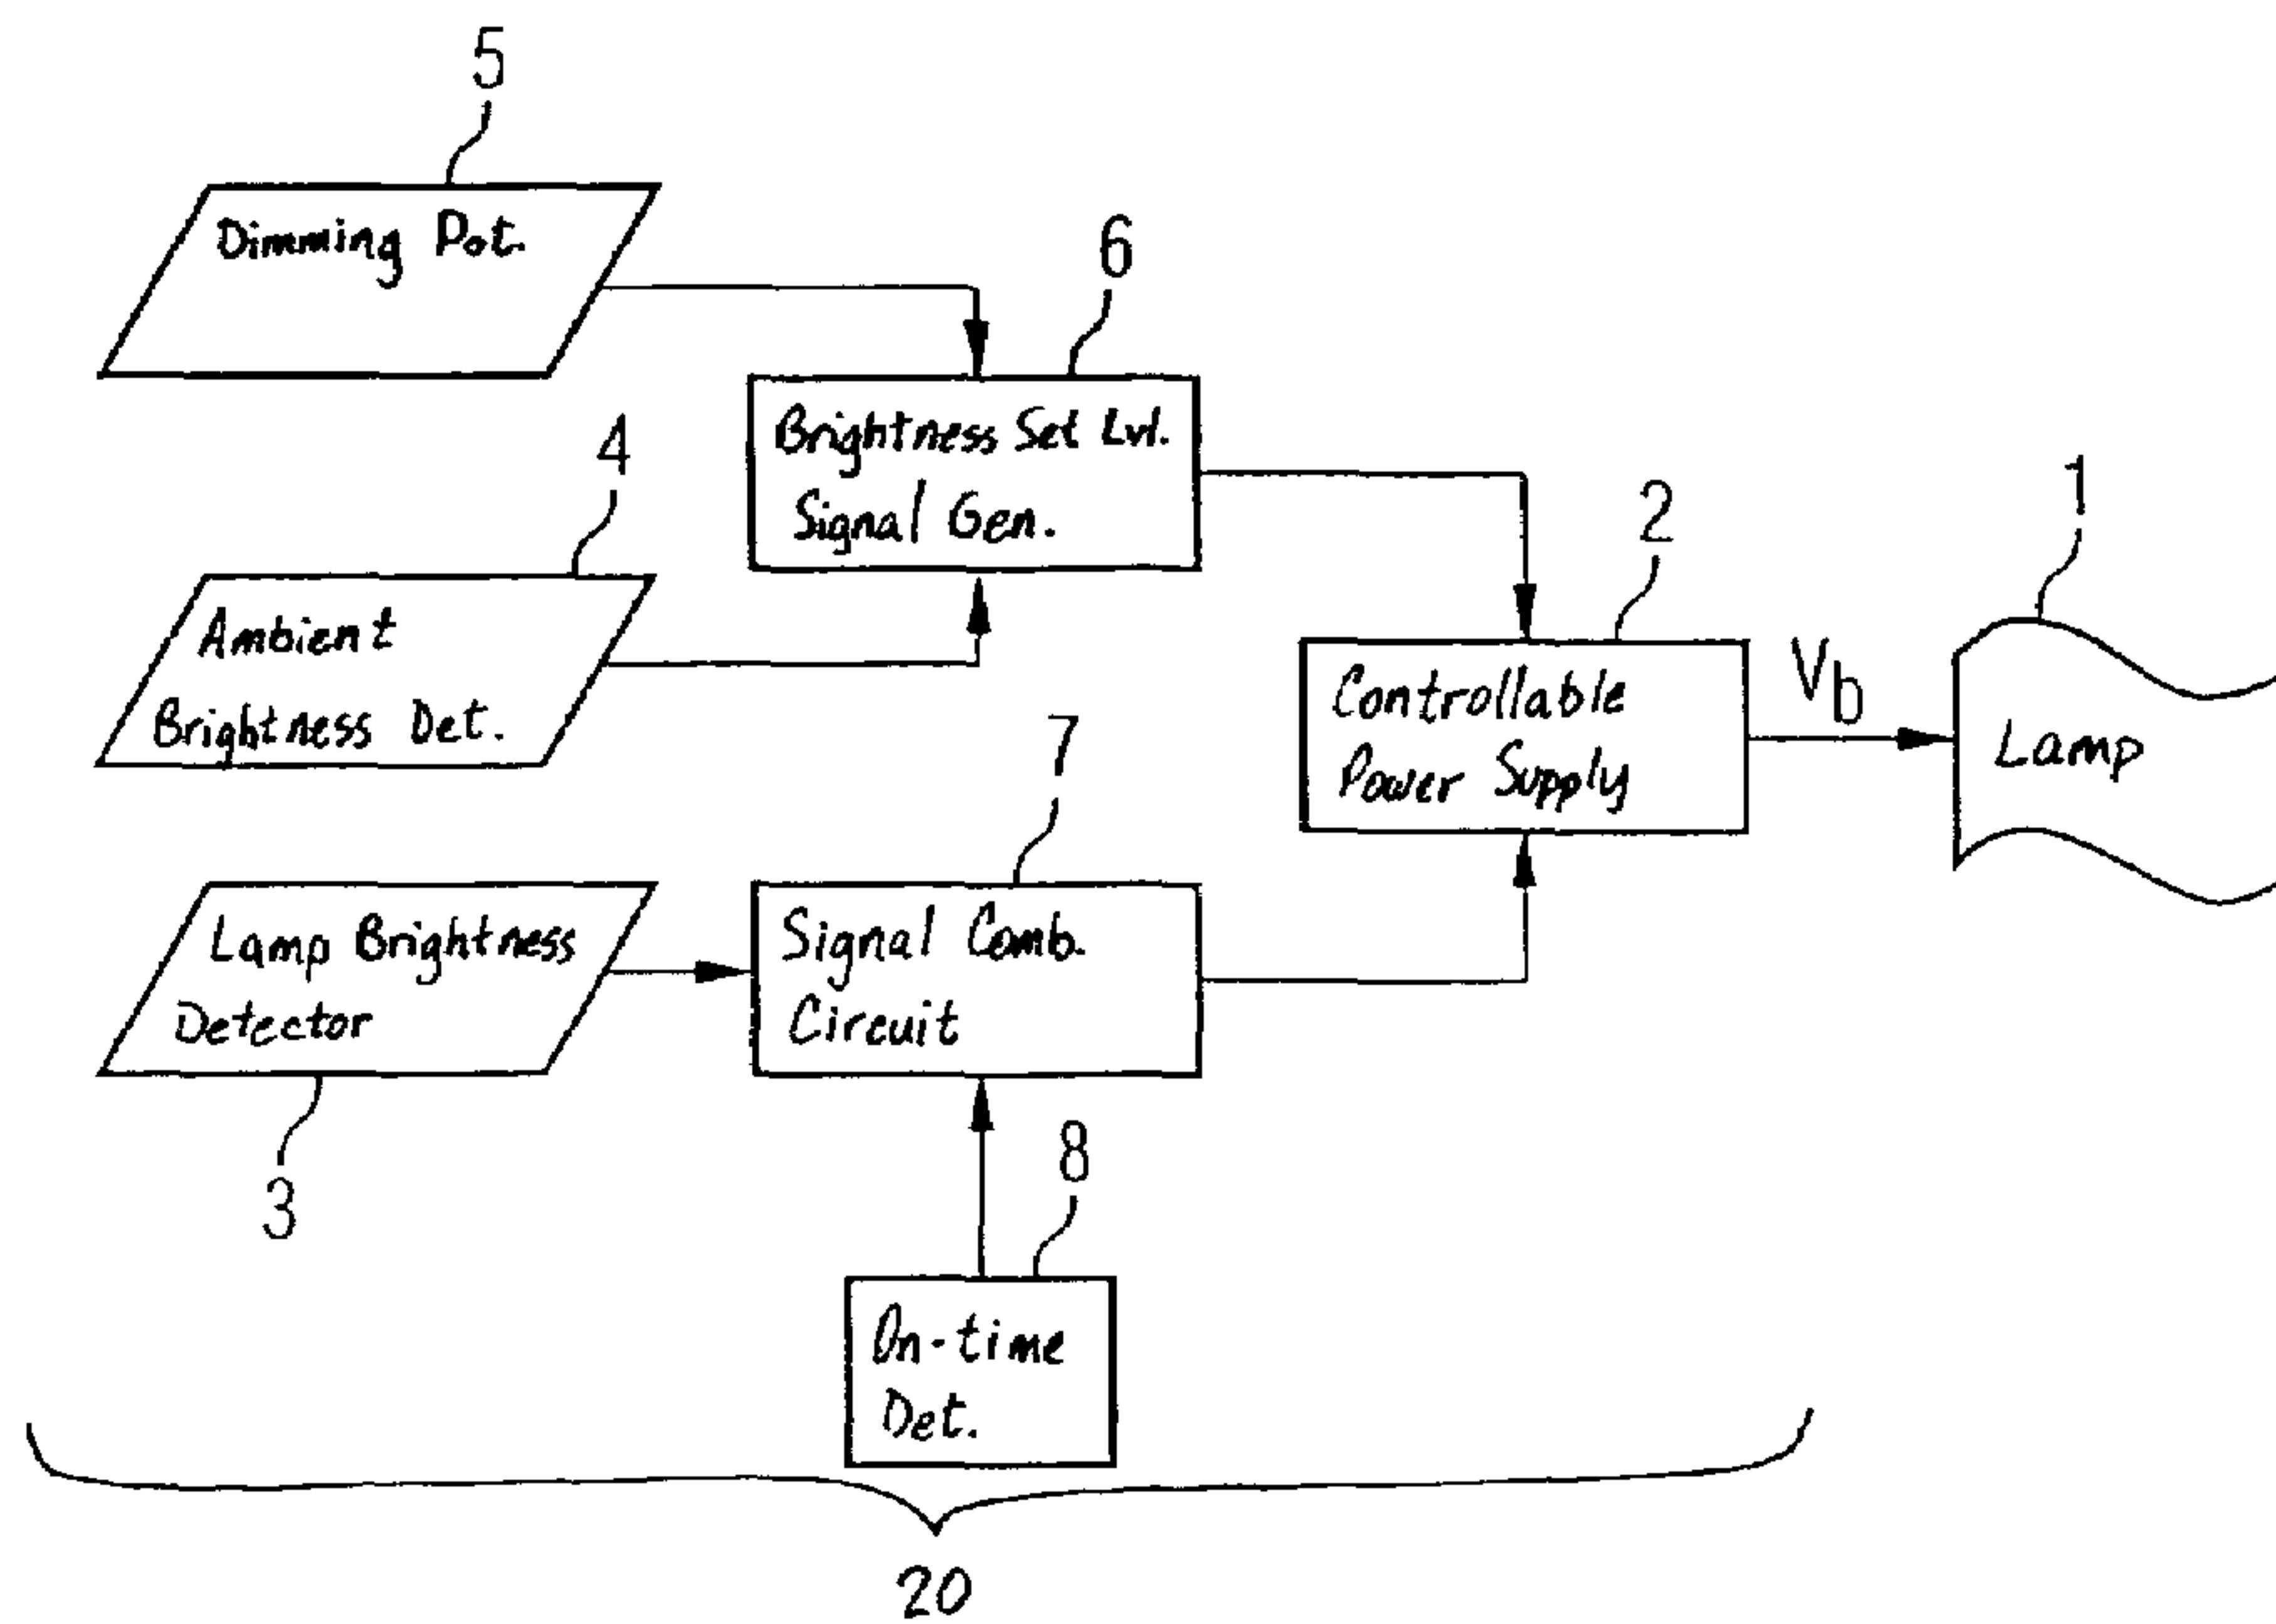 5
Dimming Pot.
6
Brightness Set Lvl.
Signal Gen.
4
Ambient
Brightness Det.
2
Controllable
Power Supply
Vb
1
Lamp
7
Signal Comb.
Circuit
Lamp Brightness
Detector
3
8
On-time
Det.
20